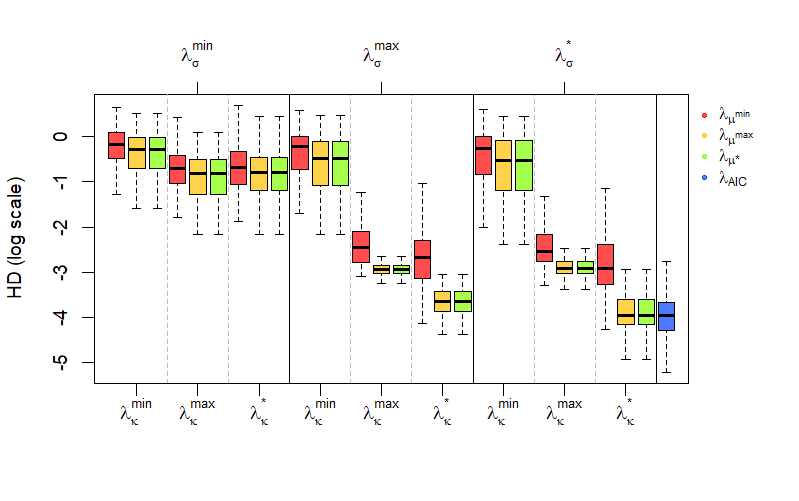 λσmin λσmax λσ*
HD (log scale)
0
-1
-2
-3
-4
-5
λκmin λκmax λκ* λκmin λκmax λκ* λκmin λκmax λκ*
λμmin
λμmax
λμ*
λAIC